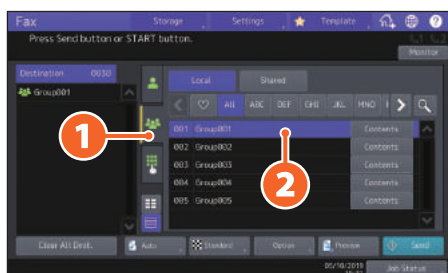 Fax Storage Settings Template
Press Send button or START button.
Monitor
Destination 0030
Group001
Local Shared
All ABC DEF GHI JKL MNO
001 Group001 Contents
002 Group002 Contents
003 Group003 Contents
004 Group004 Contents
005 Group005 Contents
1
2
Clear All Dest. Auto Standard Option Preview Send
05/10/2019
Job Status